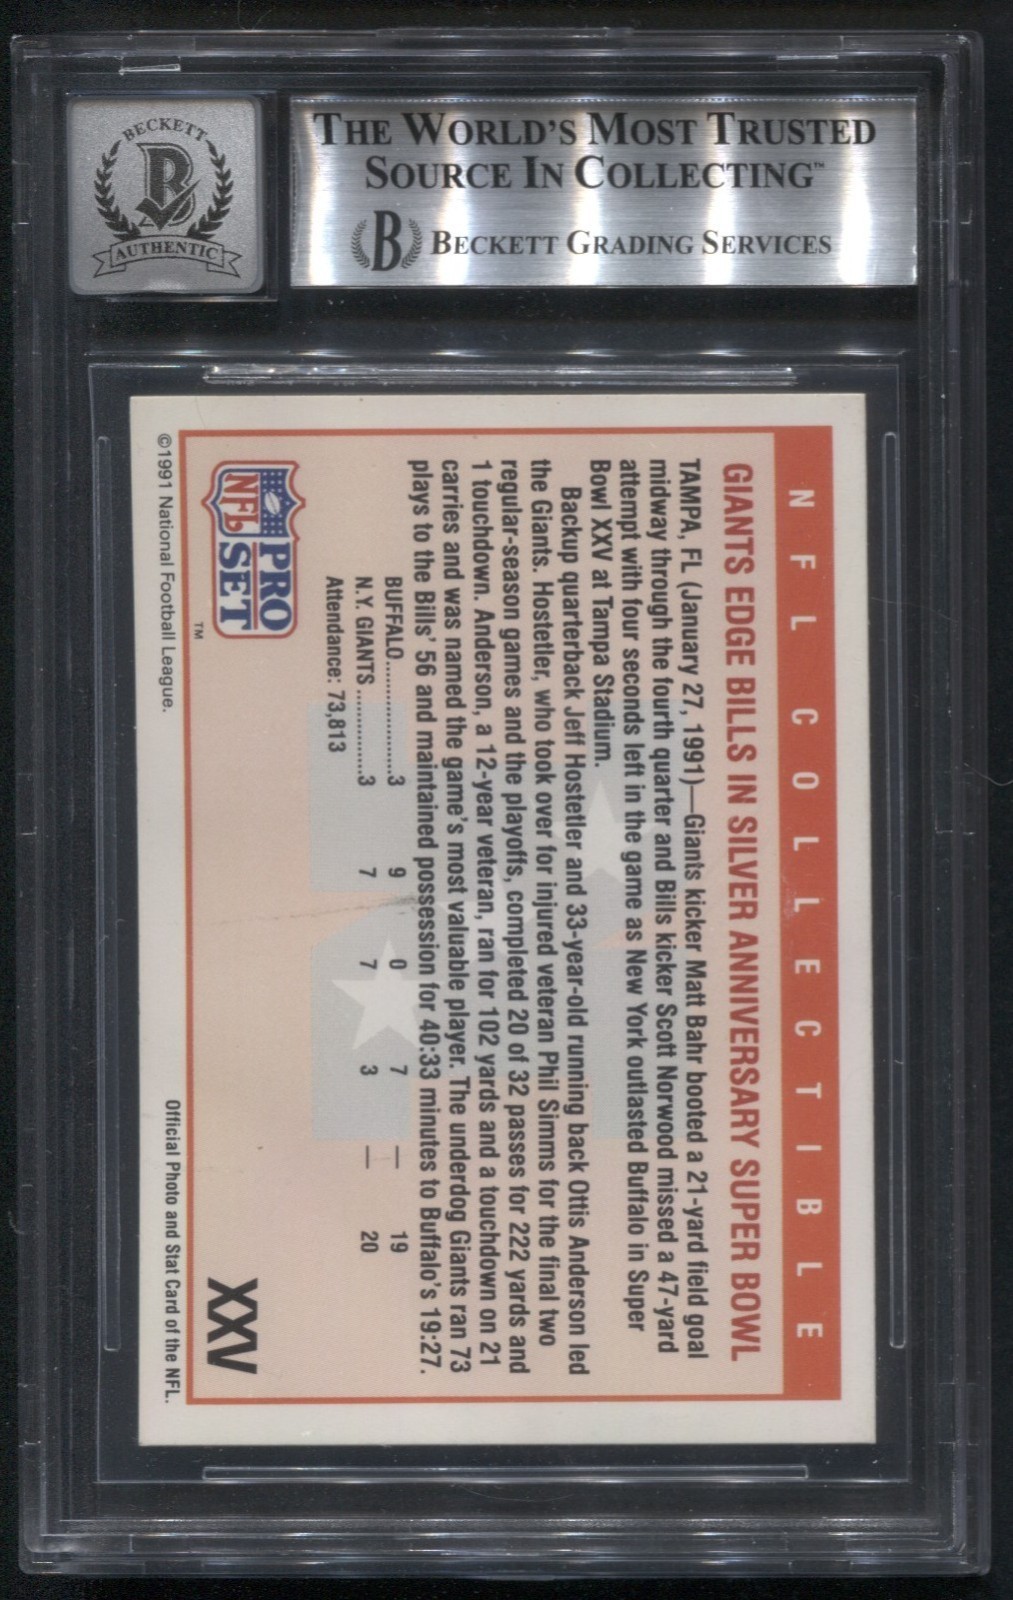 BECKETT
B
AUTHENTIC
THE WORLD'S MOST TRUSTED
SOURCE IN COLLECTING™
B BECKETT GRADING SERVICES
NFL COLLECTIBLE
GIANTS EDGE BILLS IN SILVER ANNIVERSARY SUPER BOWL
TAMPA, FL (January 27, 1991)—Giants kicker Matt Bahr booted a 21-yard field goal
midway through the fourth quarter and Bills kicker Scott Norwood missed a 47-yard
attempt with four seconds left in the game as New York outlasted Buffalo in Super
Bowl XXV at Tampa Stadium.
Backup quarterback Jeff Hostetler and 33-year-old running back Ottis Anderson led
the Giants. Hostetler, who took over for injured veteran Phil Simms for the final two
regular-season games and the playoffs, completed 20 of 32 passes for 222 yards and
1 touchdown. Anderson, a 12-year veteran, ran for 102 yards and a touchdown on 21
carries and was named the game's most valuable player. The underdog Giants ran 73
plays to the Bills' 56 and maintained possession for 40:33 minutes to Buffalo's 19:27.
BUFFALO..............3 9 0 7 — 19
N.Y. GIANTS ............3 7 7 3 — 20
Attendance: 73,813
PRO
NFL SET
™
XXV
©1991 National Football League.
Official Photo and Stat Card of the NFL.